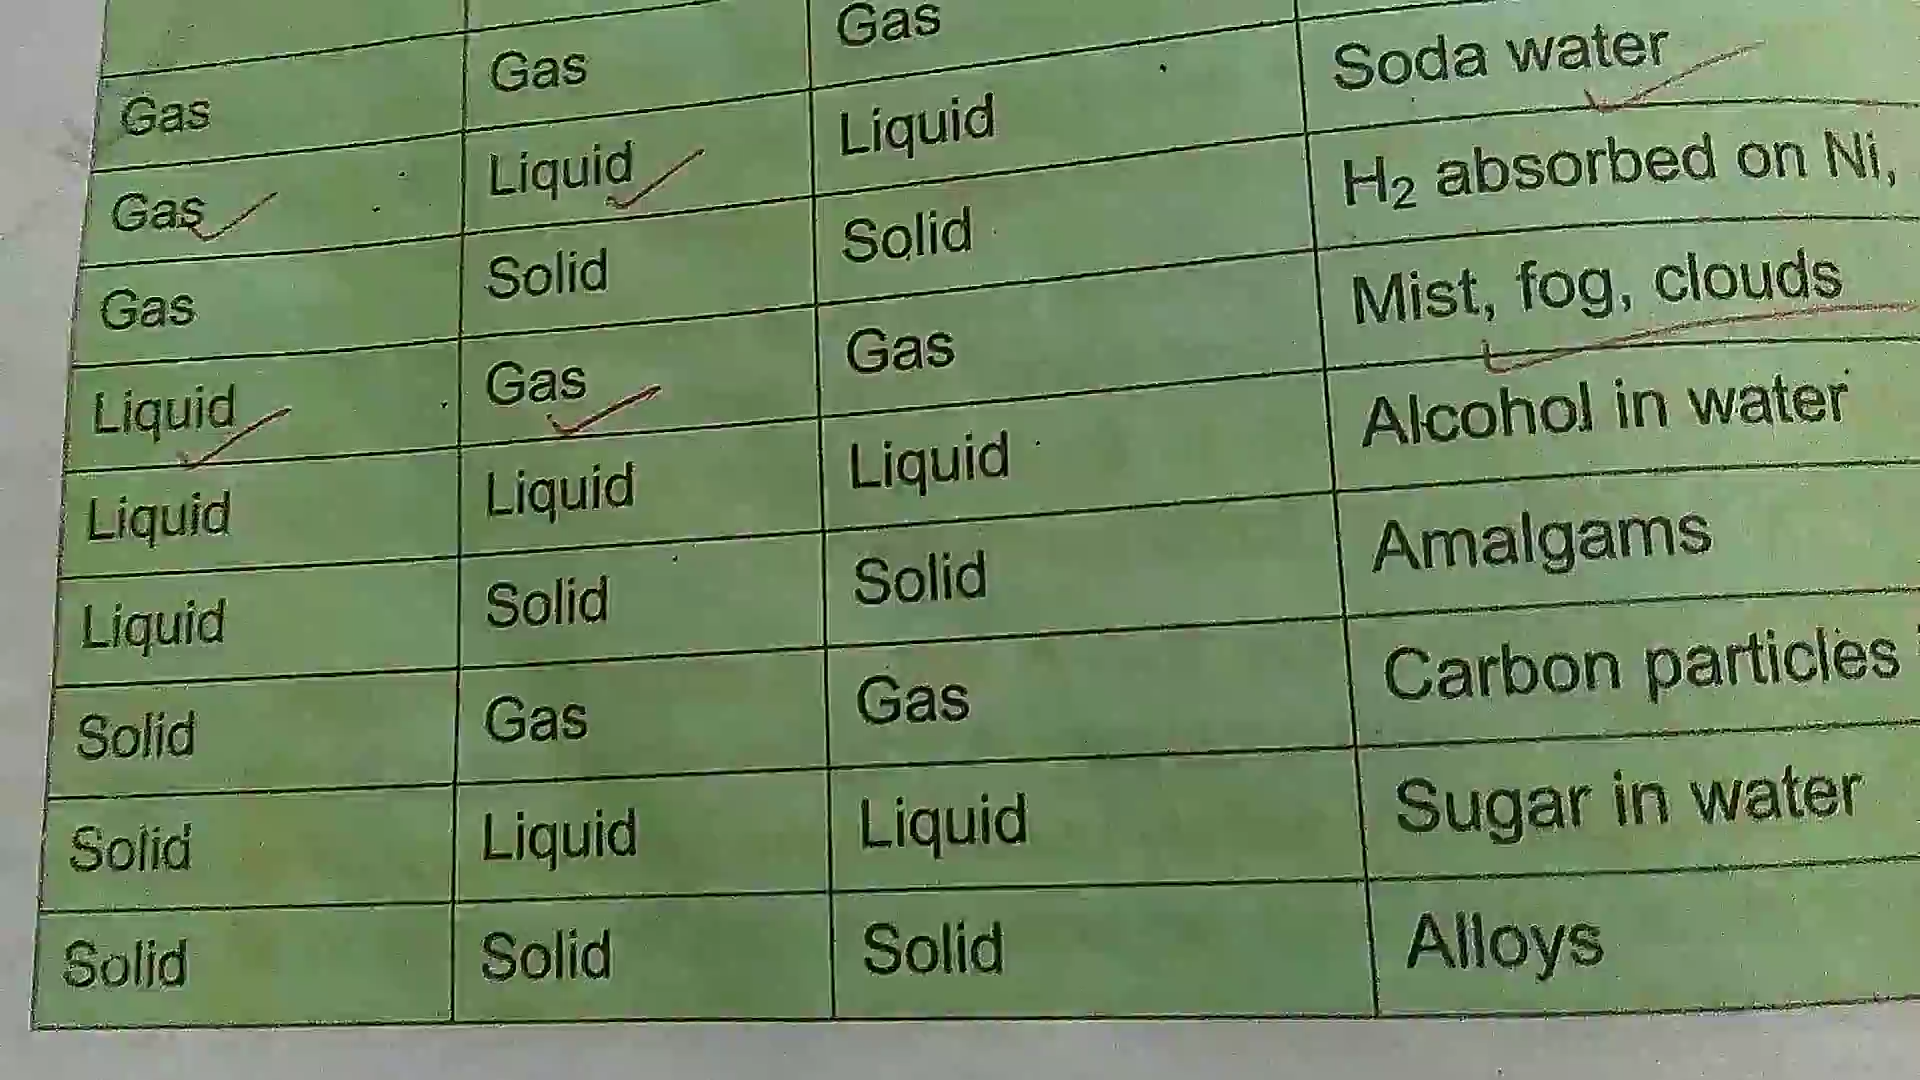 Gas Gas Gas
Gas Liquid Liquid Soda water
Gas Solid Solid H₂ absorbed on Ni,
Liquid Gas Gas Mist, fog, clouds
Liquid Liquid Liquid Alcohol in water
Liquid Solid Solid Amalgams
Solid Gas Gas Carbon particles
Solid Liquid Liquid Sugar in water
Solid Solid Solid Alloys